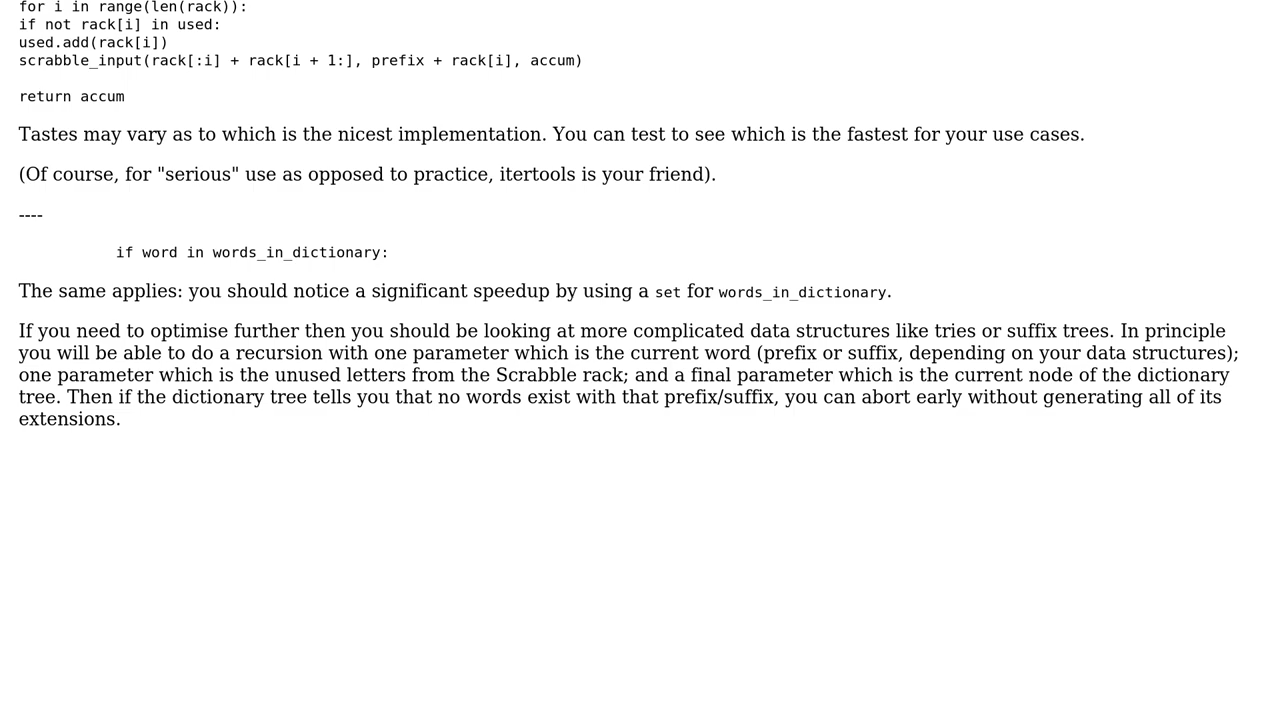 for i in range(len(rack)):
if not rack[i] in used:
used.add(rack[i])
scrabble_input(rack[:i] + rack[i + 1:], prefix + rack[i], accum)
return accum
Tastes may vary as to which is the nicest implementation. You can test to see which is the fastest for your use cases.
(Of course, for "serious" use as opposed to practice, itertools is your friend).
----
if word in words_in_dictionary:
The same applies: you should notice a significant speedup by using a set for words_in_dictionary.
If you need to optimise further then you should be looking at more complicated data structures like tries or suffix trees. In principle
you will be able to do a recursion with one parameter which is the current word (prefix or suffix, depending on your data structures);
one parameter which is the unused letters from the Scrabble rack; and a final parameter which is the current node of the dictionary
tree. Then if the dictionary tree tells you that no words exist with that prefix/suffix, you can abort early without generating all of its
extensions.